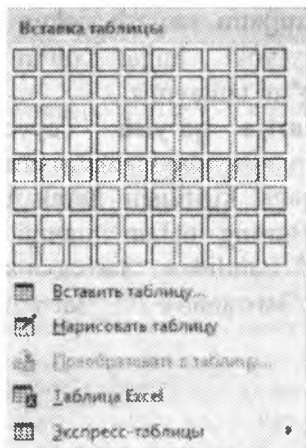 Вставка таблицы
Вставить таблицу...
Нарисовать таблицу
Преобразовать в таблицу...
Таблица Excel
Экспресс-таблицы